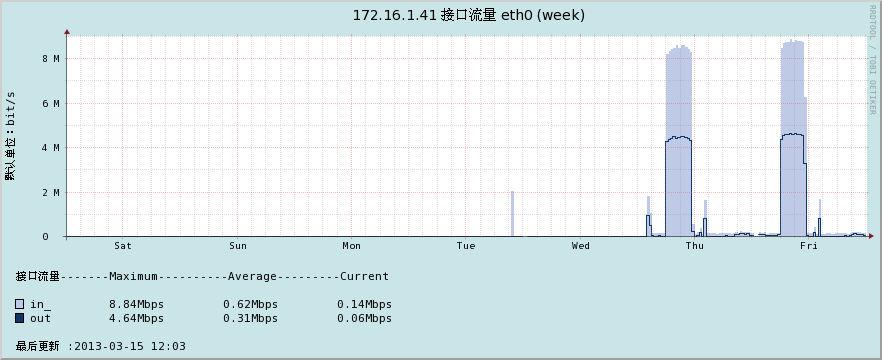 172.16.1.41 接口流量 eth0 (week)
RRDTOOL / TOBI OETIKER
默认单位：bit/s
8 M
6 M
4 M
2 M
0
Sat Sun Mon Tue Wed Thu Fri
接口流量-------Maximum----------Average---------Current
in_ 8.84Mbps 0.62Mbps 0.14Mbps
out 4.64Mbps 0.31Mbps 0.06Mbps
最后更新 :2013-03-15 12:03